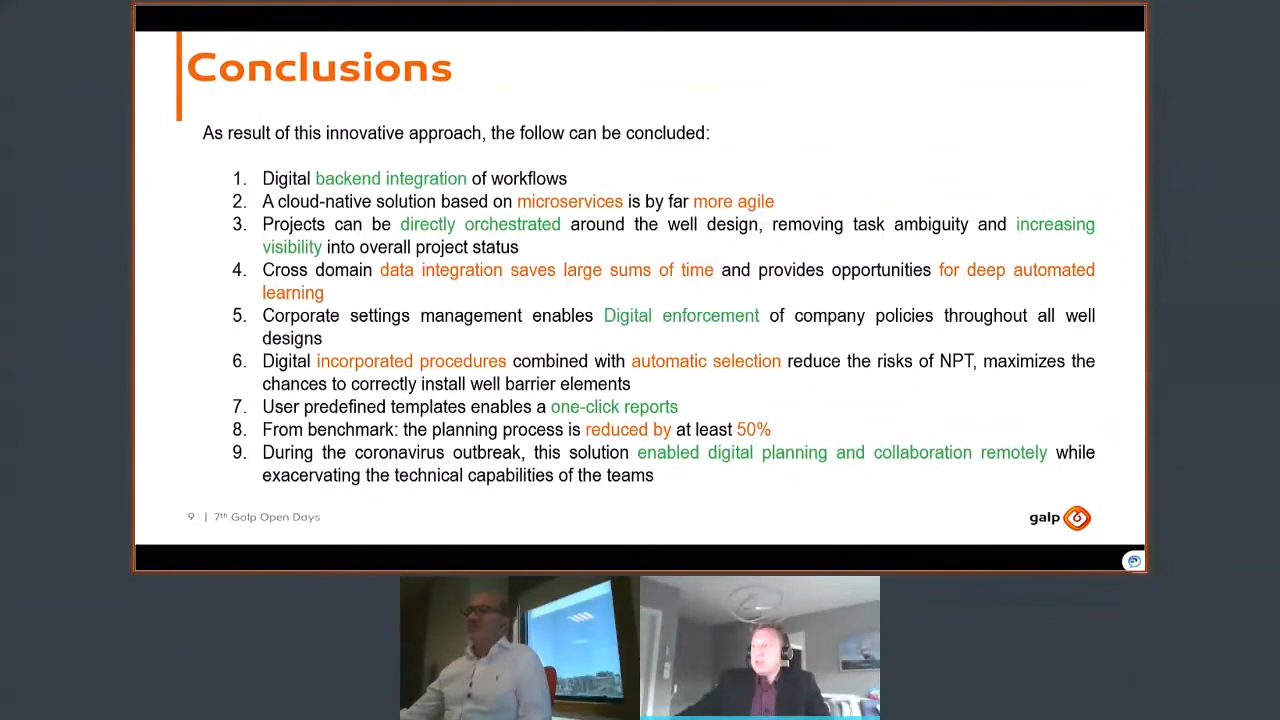 Conclusions
As result of this innovative approach, the follow can be concluded:
1. Digital backend integration of workflows
2. A cloud-native solution based on microservices is by far more agile
3. Projects can be directly orchestrated around the well design, removing task ambiguity and increasing
visibility into overall project status
4. Cross domain data integration saves large sums of time and provides opportunities for deep automated
learning
5. Corporate settings management enables Digital enforcement of company policies throughout all well
designs
6. Digital incorporated procedures combined with automatic selection reduce the risks of NPT, maximizes the
chances to correctly install well barrier elements
7. User predefined templates enables a one-click reports
8. From benchmark: the planning process is reduced by at least 50%
9. During the coronavirus outbreak, this solution enabled digital planning and collaboration remotely while
exacervating the technical capabilities of the teams
9 | 7th Galp Open Days
galp